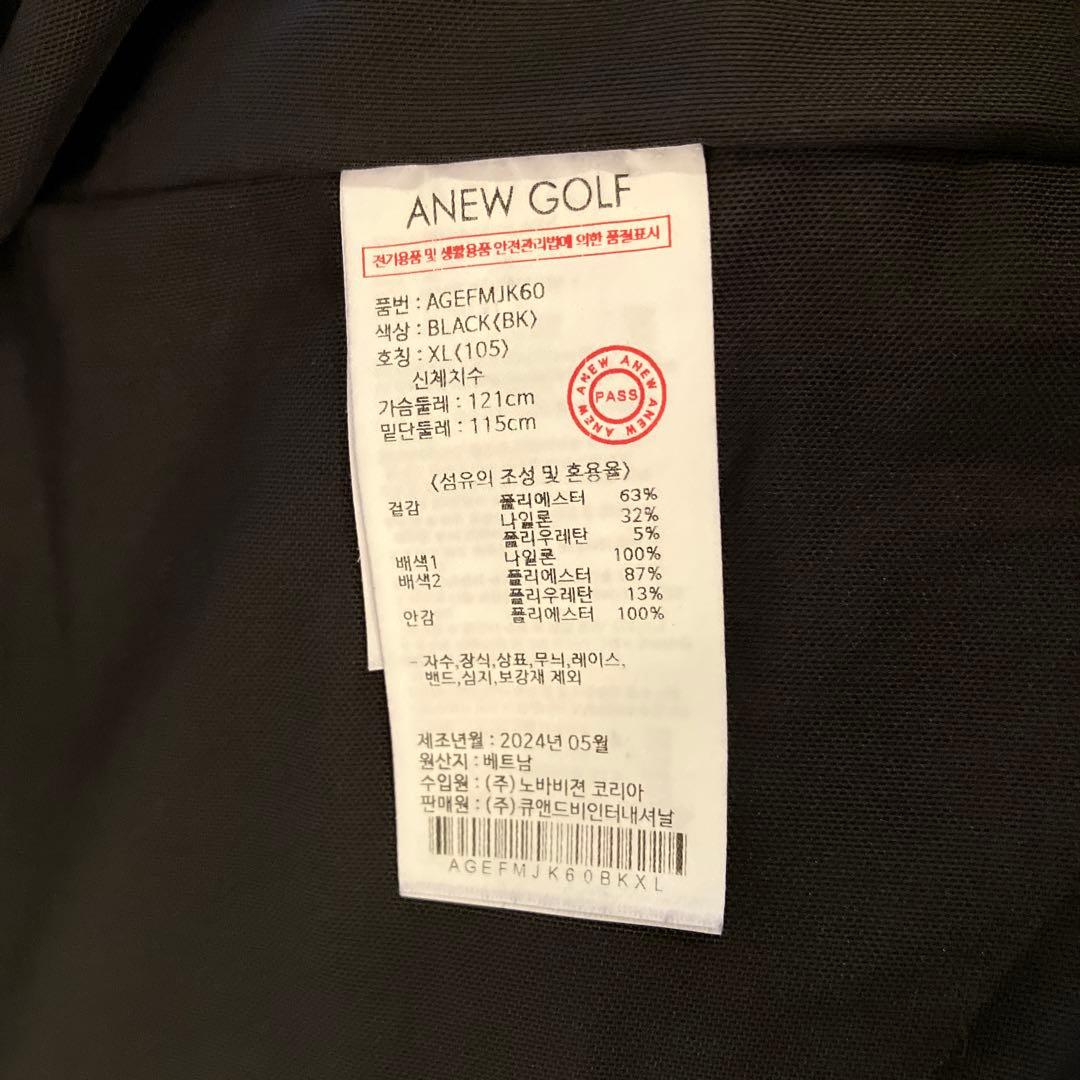 ANEW GOLF
전기용품 및 생활용품 안전관리법에 의한 품질표시
품번 : AGEFMJK60
색상 : BLACK(BK)
호칭 : XL(105)
신체치수
가슴둘레 : 121cm
밑단둘레 : 115cm
ANEW ANEW ANEW ANEW
PASS
〈섬유의 조성 및 혼용율〉
겉감 폴리에스터 63%
나일론 32%
폴리우레탄 5%
배색1 나일론 100%
배색2 폴리에스터 87%
폴리우레탄 13%
안감 폴리에스터 100%
- 자수,장식,상표,무늬,레이스,
밴드,심지,보강재 제외
제조년월 : 2024년 05월
원산지 : 베트남
수입원 : (주) 노바비젼 코리아
판매원 : (주)큐앤드비인터내셔날
AGEFMJK60BKXL